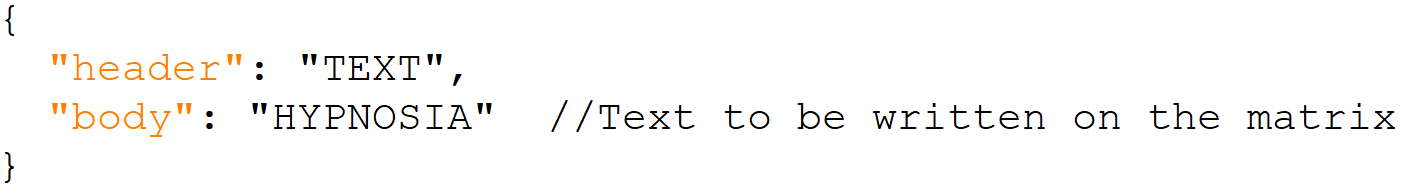 {
  "header": "TEXT",
  "body": "HYPNOSIA"  //Text to be written on the matrix
}